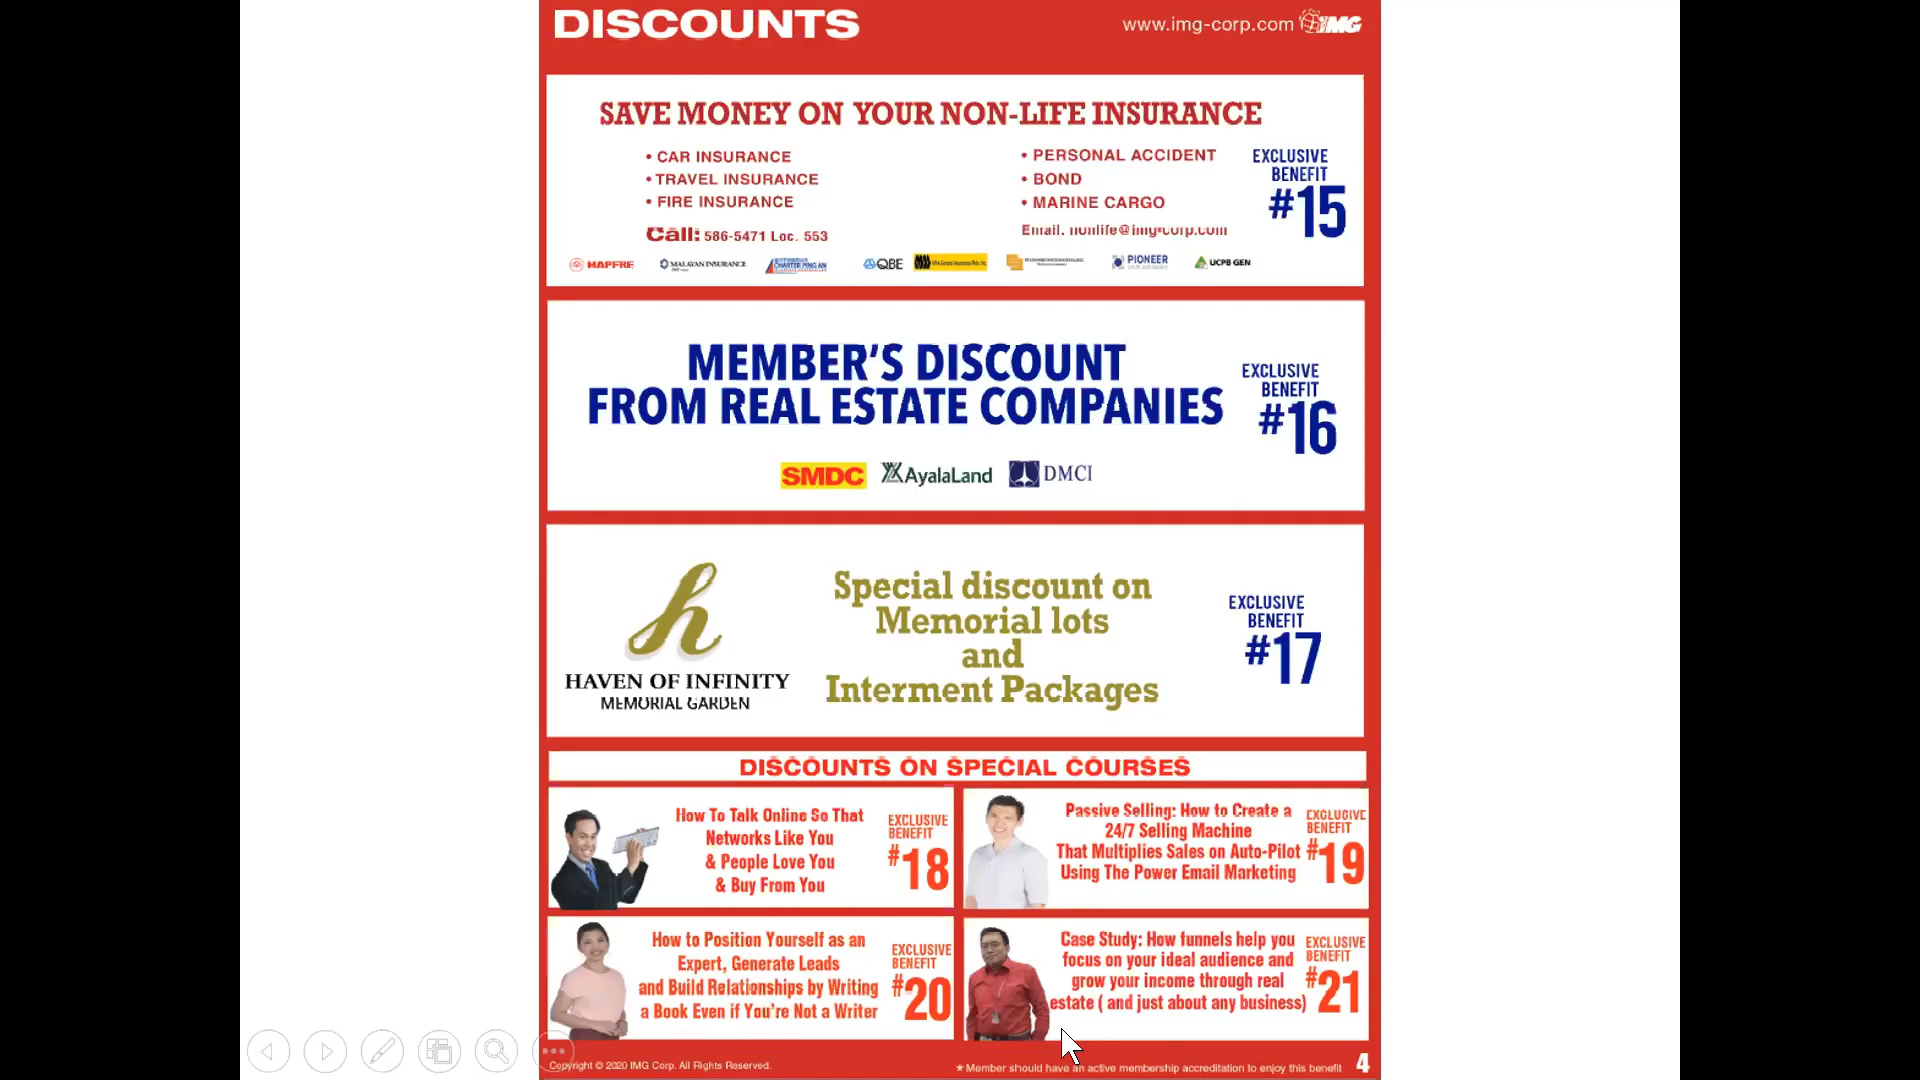 DISCOUNTS
www.img-corp.com IMG
SAVE MONEY ON YOUR NON-LIFE INSURANCE
• CAR INSURANCE
• TRAVEL INSURANCE
• FIRE INSURANCE
Call: 586-5471 Loc. 553
• PERSONAL ACCIDENT
• BOND
• MARINE CARGO
Email. nonlife@img-corp.com
EXCLUSIVE
BENEFIT
#15
MAPFRE
MALAYAN INSURANCE
CHARTER PING AN
QBE
PIONEER
UCPB GEN
MEMBER'S DISCOUNT
FROM REAL ESTATE COMPANIES
EXCLUSIVE
BENEFIT
#16
SMDC AyalaLand DMCI
HAVEN OF INFINITY
MEMORIAL GARDEN
Special discount on
Memorial lots
and
Interment Packages
EXCLUSIVE
BENEFIT
#17
DISCOUNTS ON SPECIAL COURSES
How To Talk Online So That
Networks Like You
& People Love You
& Buy From You
EXCLUSIVE
BENEFIT
#18
Passive Selling: How to Create a
24/7 Selling Machine
That Multiplies Sales on Auto-Pilot
Using The Power Email Marketing
EXCLUSIVE
BENEFIT
#19
How to Position Yourself as an
Expert, Generate Leads
and Build Relationships by Writing
a Book Even if You're Not a Writer
EXCLUSIVE
BENEFIT
#20
Case Study: How funnels help you
focus on your ideal audience and
grow your income through real
estate ( and just about any business)
EXCLUSIVE
BENEFIT
#21
Copyright © 2020 IMG Corp. All Rights Reserved.
* Member should have an active membership accreditation to enjoy this benefit 4